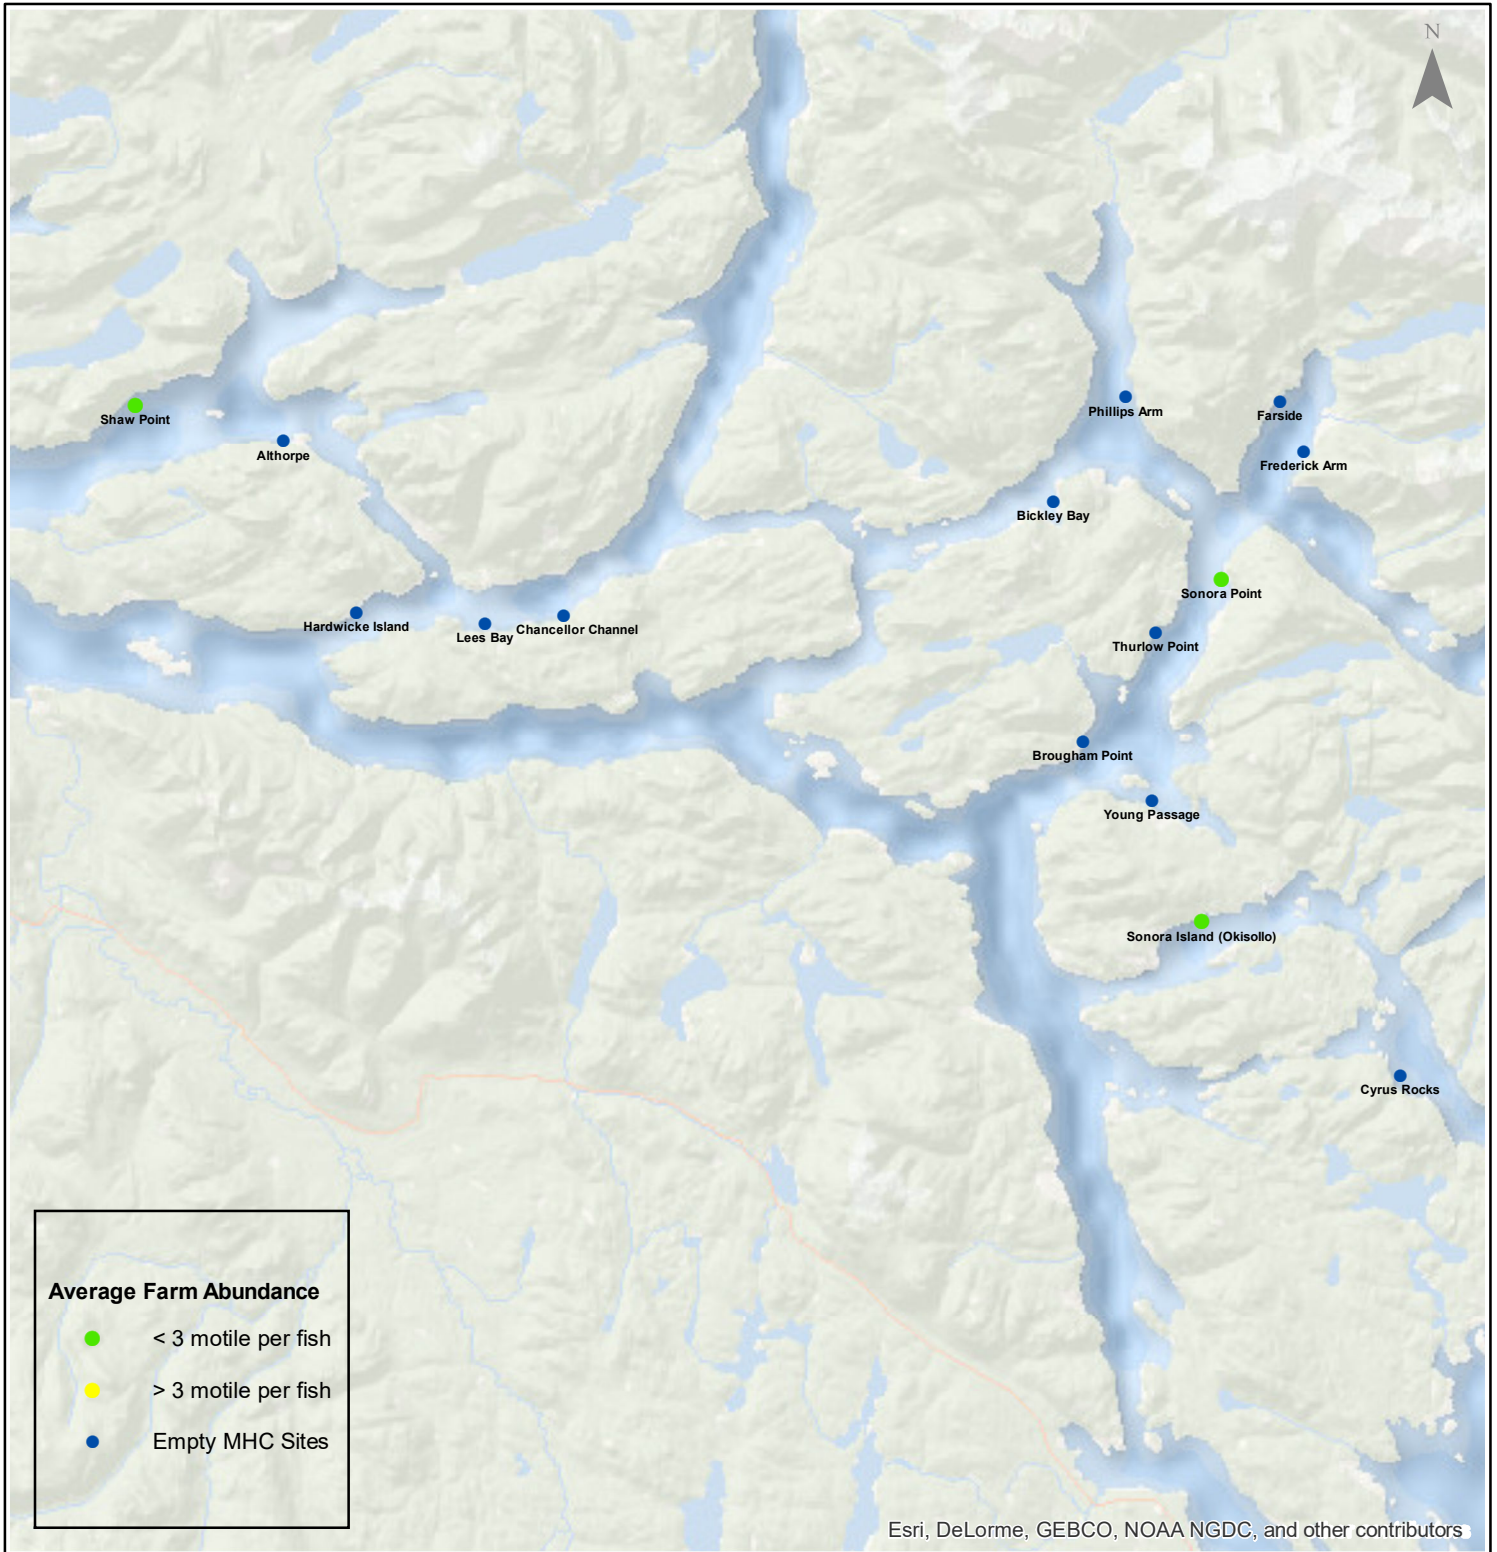 N
Shaw Point
Althorpe
Phillips Arm
Farside
Frederick Arm
Bickley Bay
Sonora Point
Hardwicke Island
Lees Bay
Chancellor Channel
Thurlow Point
Brougham Point
Young Passage
Sonora Island (Okisollo)
Cyrus Rocks
Average Farm Abundance
< 3 motile per fish
> 3 motile per fish
Empty MHC Sites
Esri, DeLorme, GEBCO, NOAA NGDC, and other contributors